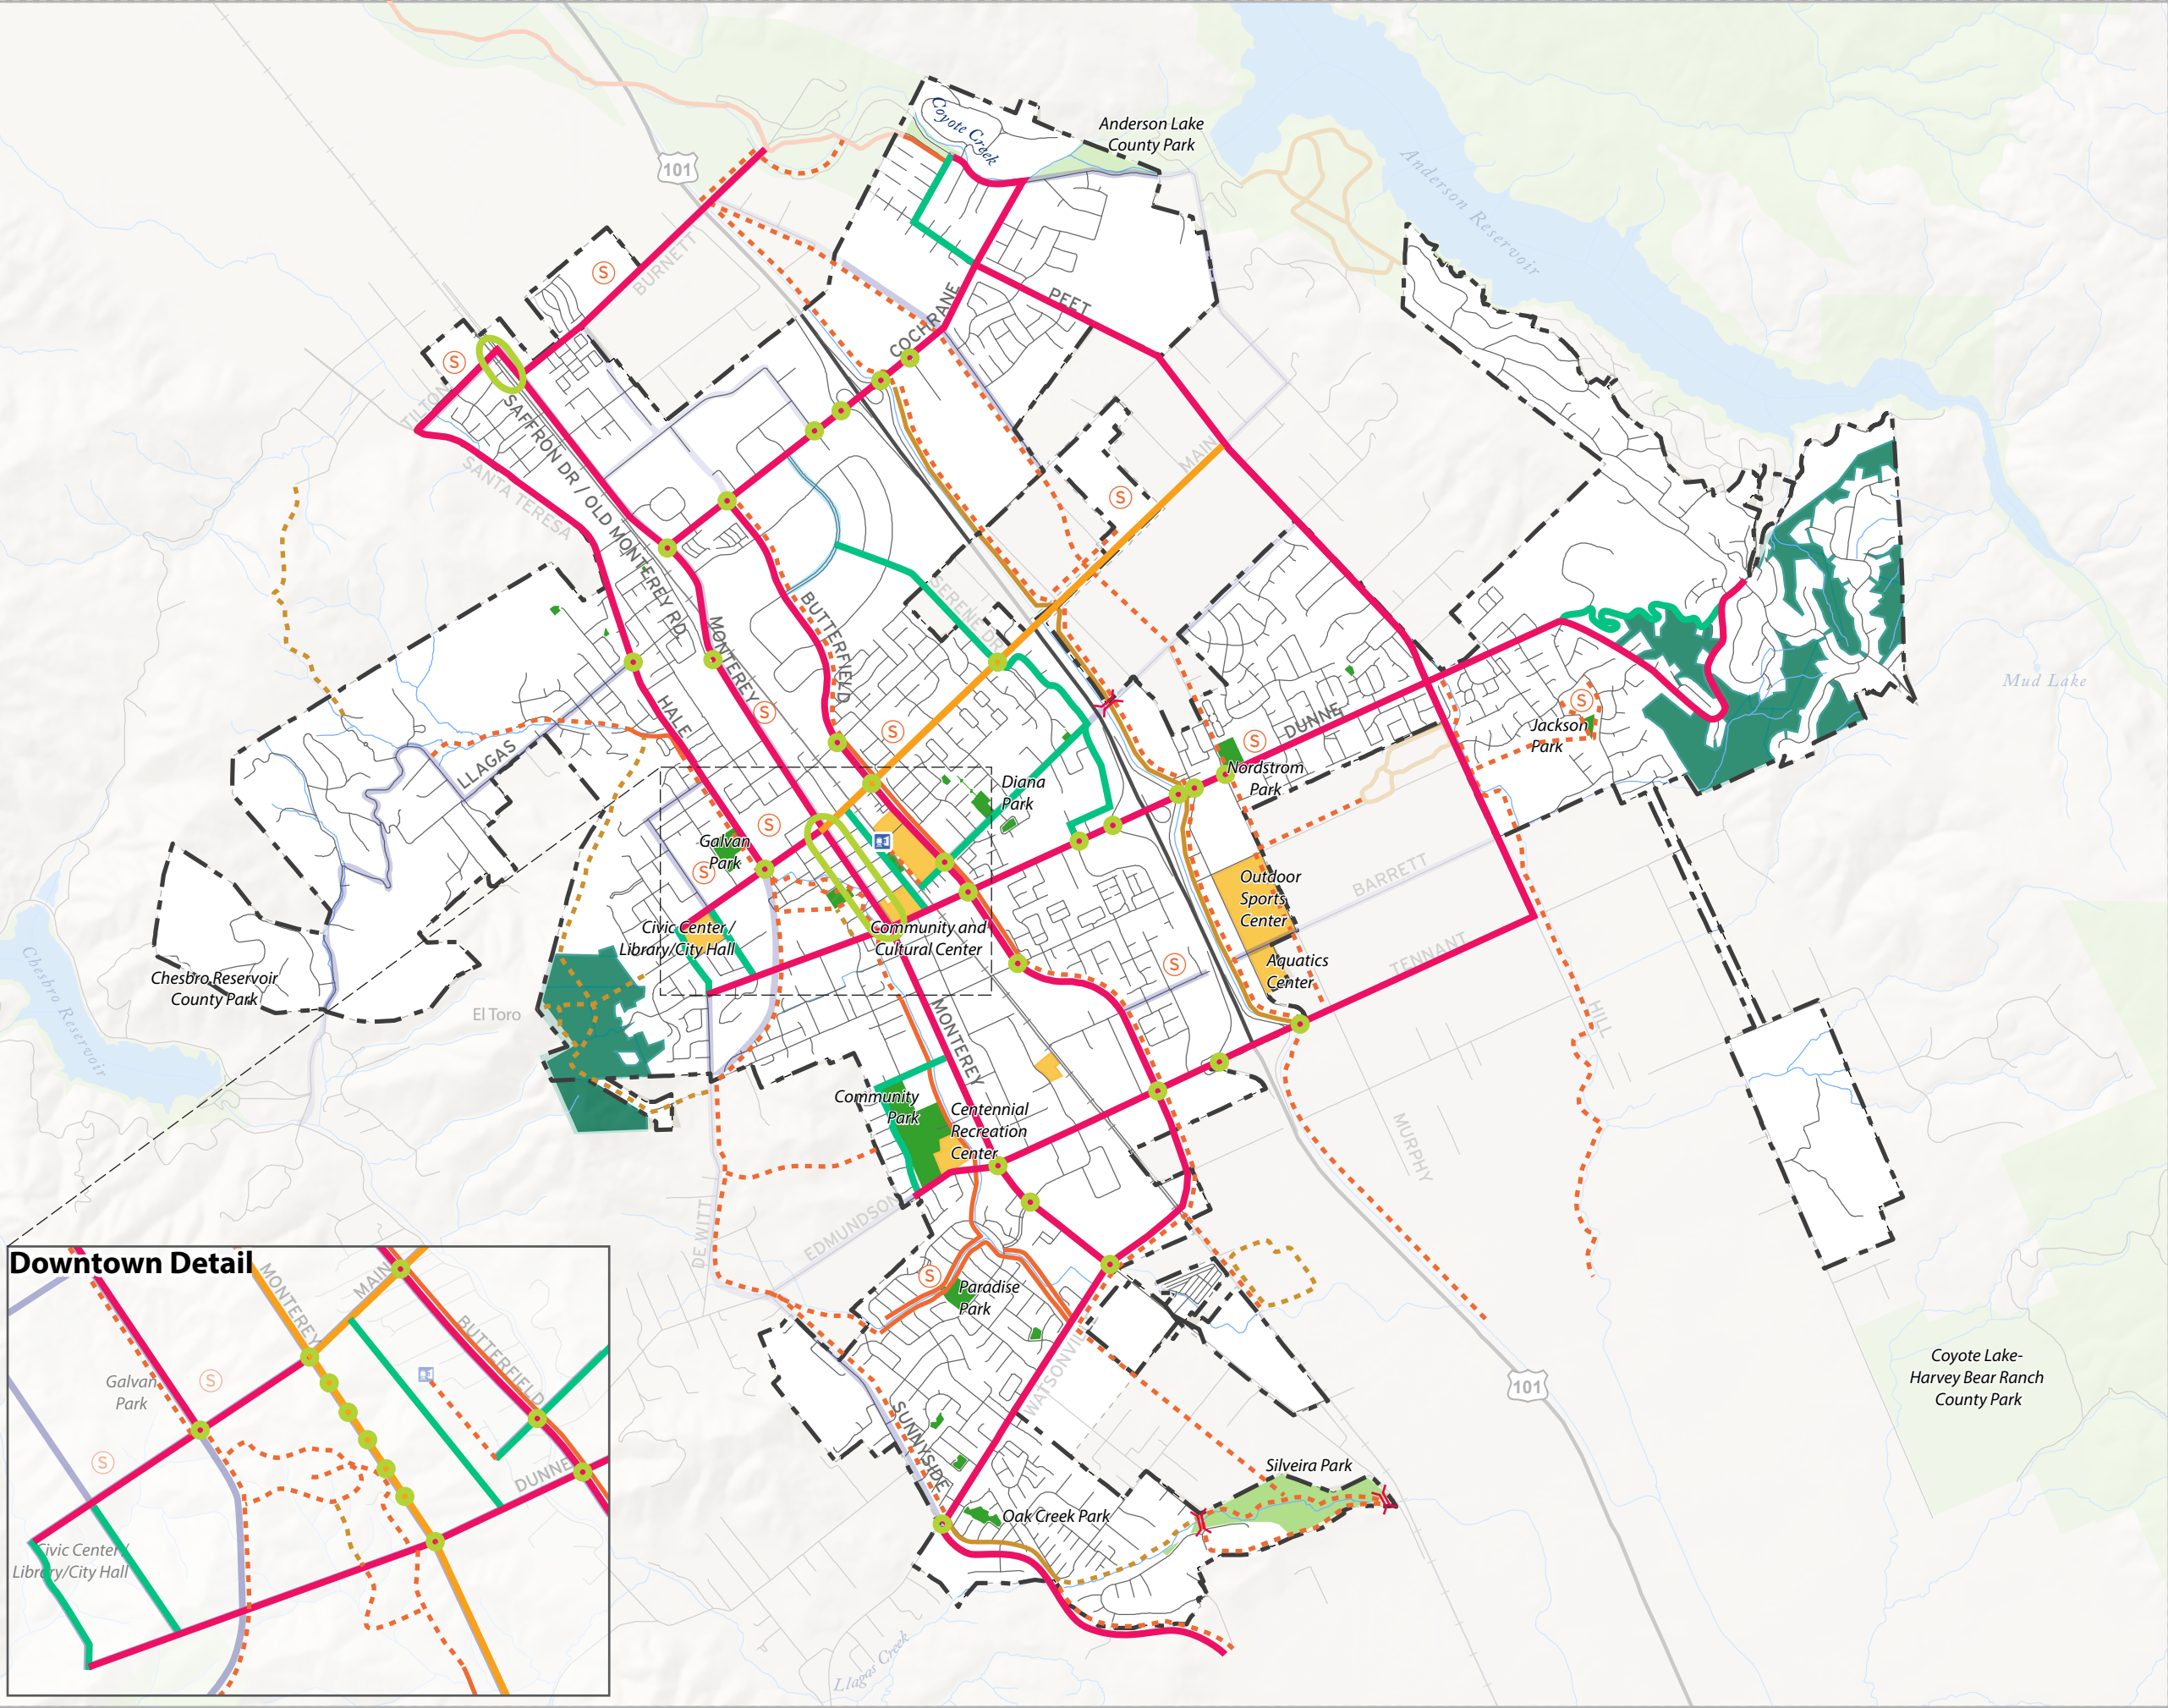 Coyote Creek
Anderson Lake
County Park
101
Anderson Reservoir
BURNETT
S
PEET
COCHRANE
S
TILTON
SAFFRON DR / OLD MONTEREY RD
SANTA TERESA
MAIN
S
SERENE DR
BUTTERFIELD
MONTEREY
HALE
S
S
LLAGAS
DUNNE
S
S
Jackson
Park
Mud Lake
Nordstrom
Park
Diana
Park
S
Galvan
Park
S
Outdoor
Sports
Center
BARRETT
Civic Center /
Library/City Hall
Community and
Cultural Center
TENNANT
S
Aquatics
Center
Chesbro Reservoir
County Park
Chesbro Reservoir
El Toro
MONTEREY
HILL
Community
Park
Centennial
Recreation
Center
MURPHY
DE WITT
EDMUNDSON
S
Paradise
Park
WATSONVILLE
101
Coyote Lake-
Harvey Bear Ranch
County Park
SUNNYSIDE
Silveira Park
Oak Creek Park
Llagas Creek
Downtown Detail
MONTEREY
MAIN
BUTTERFIELD
Galvan
Park
S
S
DUNNE
Civic Center /
Library/City Hall